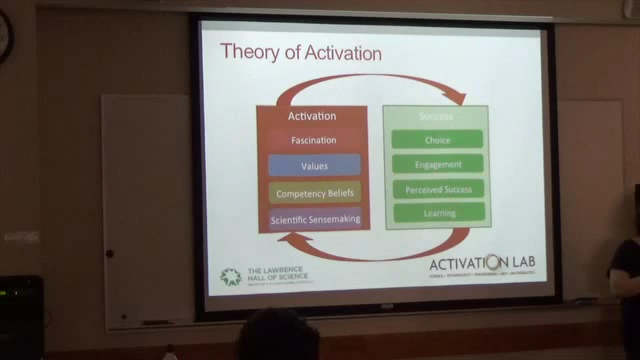 Theory of Activation
Activation
Fascination
Values
Competency Beliefs
Scientific Sensemaking
Success
Choice
Engagement
Perceived Success
Learning
THE LAWRENCE
HALL OF SCIENCE
ACTIVATION LAB